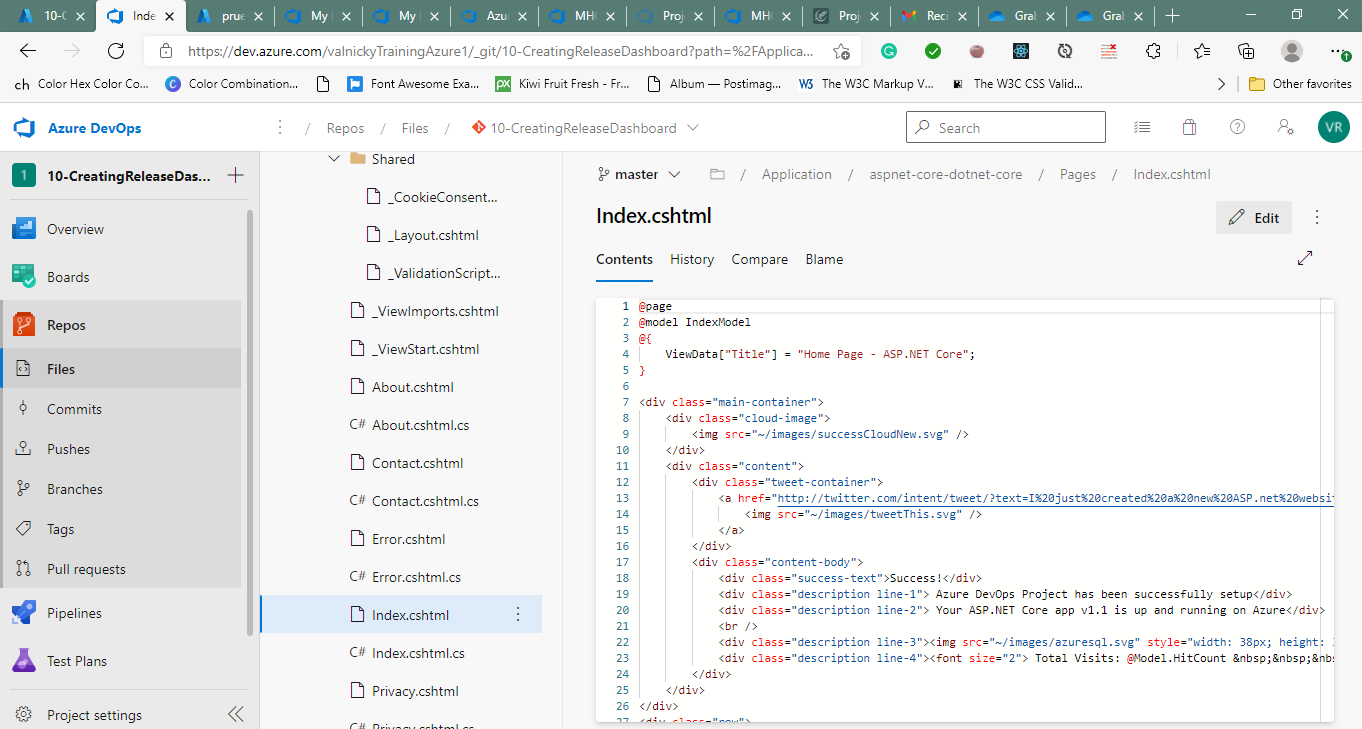 10-C
Inde
prue
My I
My I
Azur
MHC
Proj
MHC
Proj
Reci
Gral
Gral
https://dev.azure.com/valnickyTrainingAzure1/_git/10-CreatingReleaseDashboard?path=%2FApplica...
ch Color Hex Color Co...
Color Combination...
Font Awesome Exa...
px Kiwi Fruit Fresh - Fr...
Album — Postimag...
W3 The W3C Markup V...
The W3C CSS Valid...
Other favorites
Azure DevOps
/ Repos / Files / 10-CreatingReleaseDashboard
Search
VR
1 10-CreatingReleaseDas...
Overview
Boards
Repos
Files
Commits
Pushes
Branches
Tags
Pull requests
Pipelines
Test Plans
Project settings
Shared
_CookieConsent...
_Layout.cshtml
_ValidationScript...
_ViewImports.cshtml
_ViewStart.cshtml
About.cshtml
C# About.cshtml.cs
Contact.cshtml
C# Contact.cshtml.cs
Error.cshtml
C# Error.cshtml.cs
Index.cshtml
C# Index.cshtml.cs
Privacy.cshtml
C# Privacy.cshtml.cs
master / Application / aspnet-core-dotnet-core / Pages / Index.cshtml
Index.cshtml
Edit
Contents History Compare Blame
1 @page
2 @model IndexModel
3 @{
4 ViewData["Title"] = "Home Page - ASP.NET Core";
5 }
6
7 <div class="main-container">
8 <div class="cloud-image">
9 <img src="~/images/successCloudNew.svg" />
10 </div>
11 <div class="content">
12 <div class="tweet-container">
13 <a href="http://twitter.com/intent/tweet/?text=I%20just%20created%20a%20new%20ASP.net%20websit
14 <img src="~/images/tweetThis.svg" />
15 </a>
16 </div>
17 <div class="content-body">
18 <div class="success-text">Success!</div>
19 <div class="description line-1"> Azure DevOps Project has been successfully setup</div>
20 <div class="description line-2"> Your ASP.NET Core app v1.1 is up and running on Azure</div>
21 <br />
22 <div class="description line-3"><img src="~/images/azuresql.svg" style="width: 38px; height:
23 <div class="description line-4"><font size="2"> Total Visits: @Model.HitCount &nbsp;&nbsp;&nb
24 </div>
25 </div>
26 </div>
27 <div class="row">